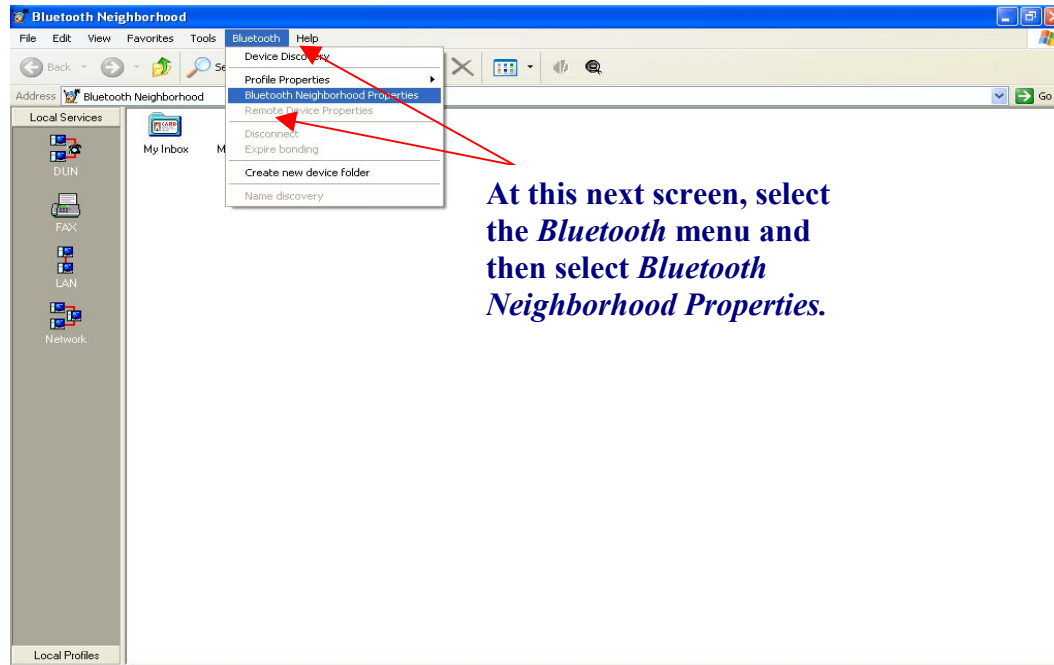 Bluetooth Neighborhood
File Edit View Favorites Tools Bluetooth Help
Back
Address Bluetooth Neighborhood
Go
Local Services
DUN
FAX
LAN
Network
Local Profiles
My Inbox
Device Discovery
Profile Properties
Bluetooth Neighborhood Properties
Remote Device Properties
Disconnect
Expire bonding
Create new device folder
Name discovery
At this next screen, select
the Bluetooth menu and
then select Bluetooth
Neighborhood Properties.